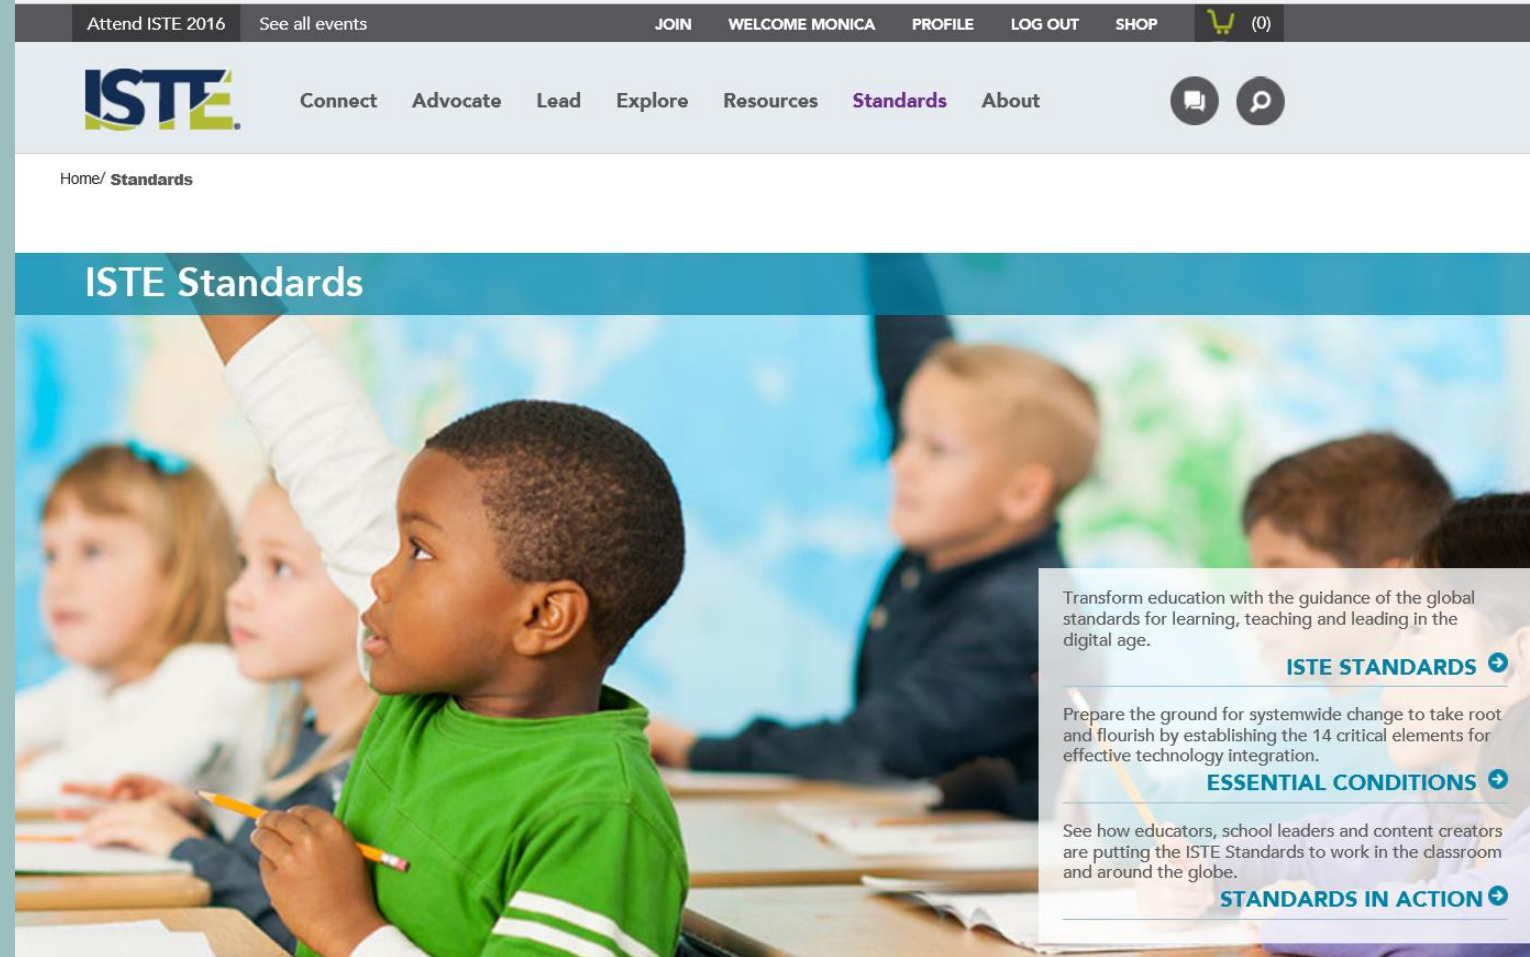 Attend ISTE 2016 See all events JOIN WELCOME MONICA PROFILE LOG OUT SHOP (0)
ISTE® Connect Advocate Lead Explore Resources Standards About
Home/ Standards
ISTE Standards
Transform education with the guidance of the global
standards for learning, teaching and leading in the
digital age.
ISTE STANDARDS
Prepare the ground for systemwide change to take root
and flourish by establishing the 14 critical elements for
effective technology integration.
ESSENTIAL CONDITIONS
See how educators, school leaders and content creators
are putting the ISTE Standards to work in the classroom
and around the globe.
STANDARDS IN ACTION